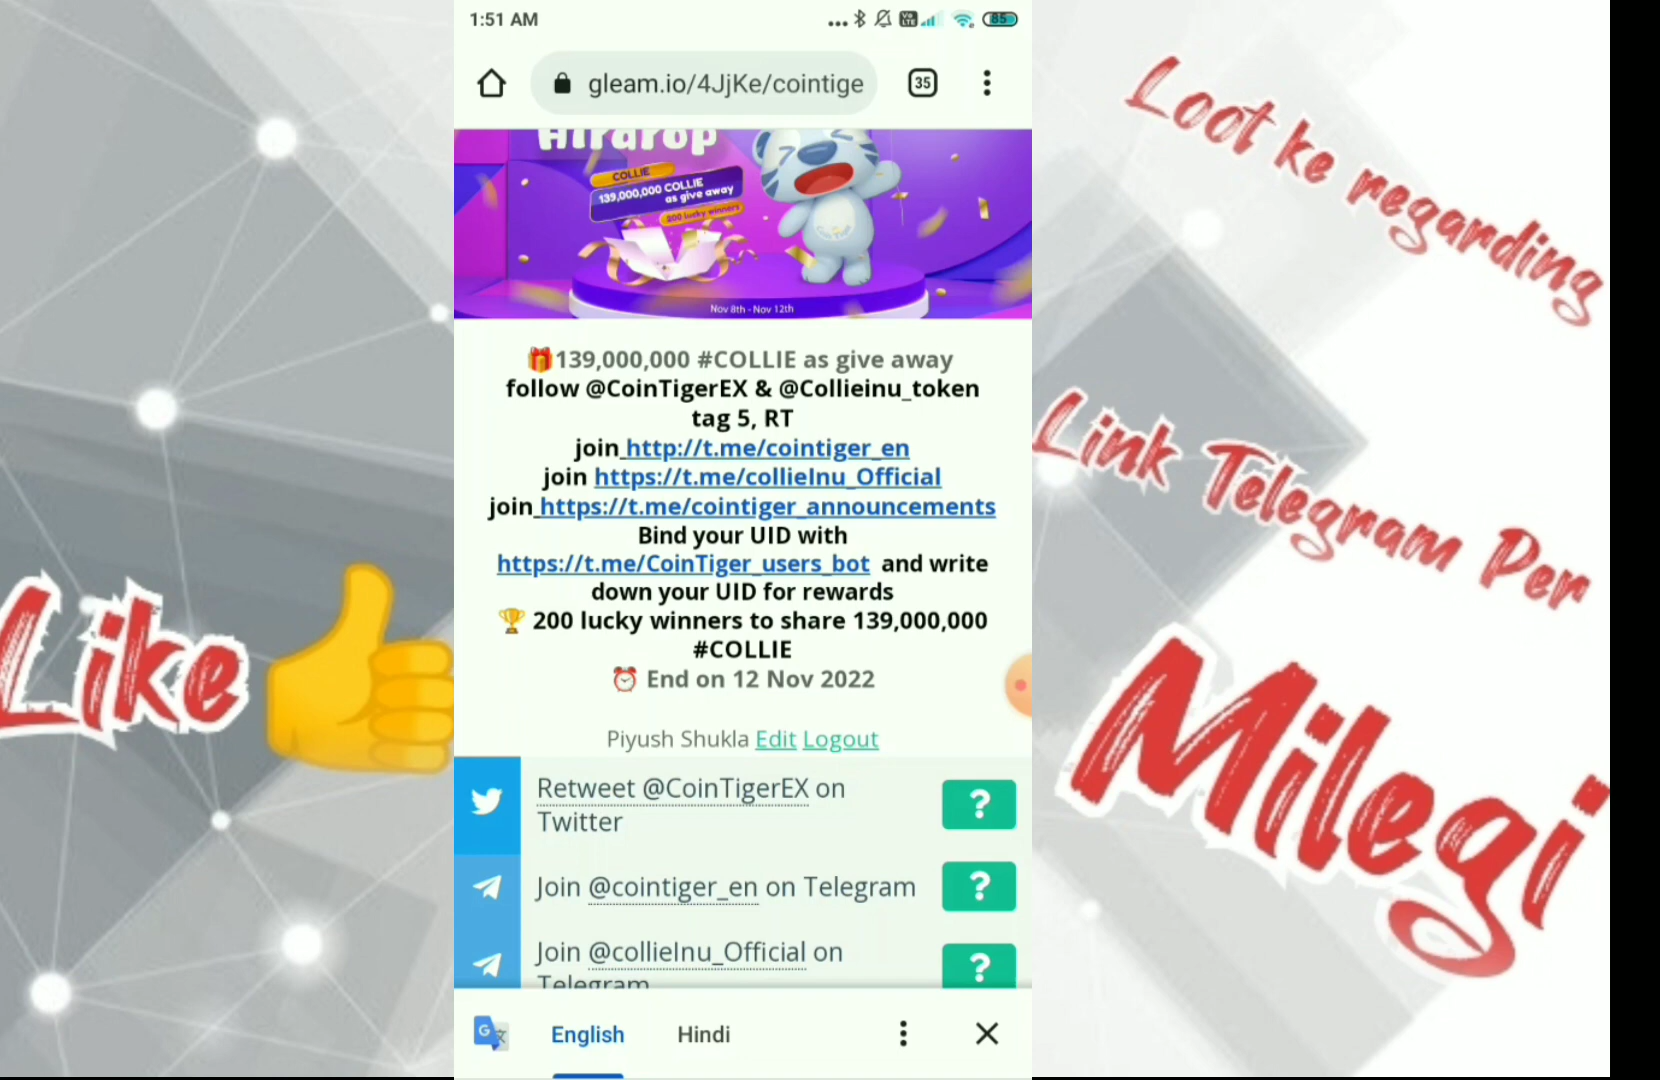 1:51 AM
Vo LTE
85
gleam.io/4JjKe/cointige
35
Airdrop
COLLIE
139,000,000 COLLIE
as give away
200 lucky winners
Nov 8th - Nov 12th
🎁139,000,000 #COLLIE as give away
follow @CoinTigerEX & @Collieinu_token
tag 5, RT
join http://t.me/cointiger_en
join https://t.me/collieInu_Official
join https://t.me/cointiger_announcements
Bind your UID with
https://t.me/CoinTiger_users_bot and write
down your UID for rewards
🏆 200 lucky winners to share 139,000,000
#COLLIE
⏰ End on 12 Nov 2022
Piyush Shukla Edit Logout
Retweet @CoinTigerEX on
Twitter
?
Join @cointiger_en on Telegram
?
Join @collieInu_Official on
Telegram
?
English Hindi
Like
Loot ke regarding
Link Telegram Per
Milegi